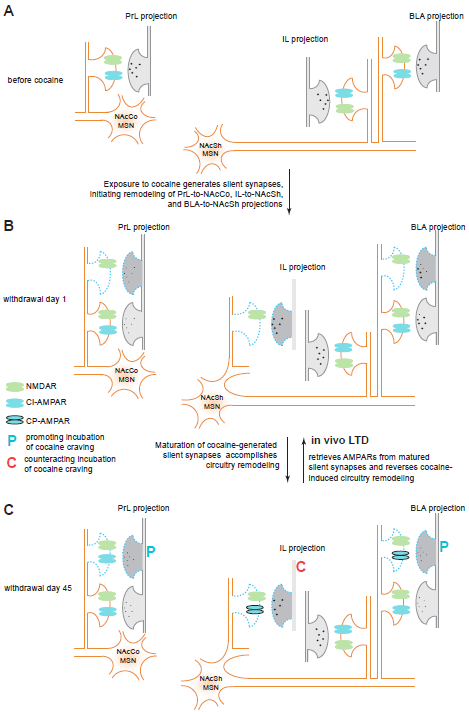 A
PrL projection
BLA projection
IL projection
before cocaine
NAcCo
MSN
NAcSh
MSN
Exposure to cocaine generates silent synapses,
initiating remodeling of PrL-to-NAcCo, IL-to-NAcSh,
and BLA-to-NAcSh projections
B
PrL projection
BLA projection
IL projection
withdrawal day 1
NAcCo
MSN
NAcSh
MSN
NMDAR
CI-AMPAR
CP-AMPAR
P promoting incubation
of cocaine craving
C counteracting incubation
of cocaine craving
Maturation of cocaine-generated
silent synapses accomplishes
circuitry remodeling
in vivo LTD
retrieves AMPARs from matured
silent synapses and reverses cocaine-
induced circuitry remodeling
C
PrL projection
BLA projection
P
P
IL projection
C
withdrawal day 45
NAcCo
MSN
NAcSh
MSN